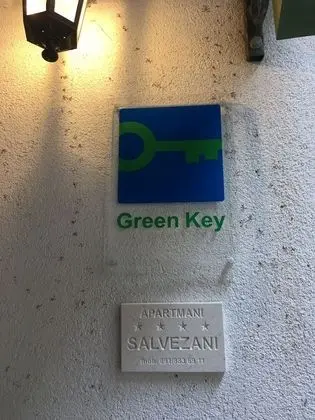 Green Key
APARTMANI
★ ★ ★ ★
SALVEZANI